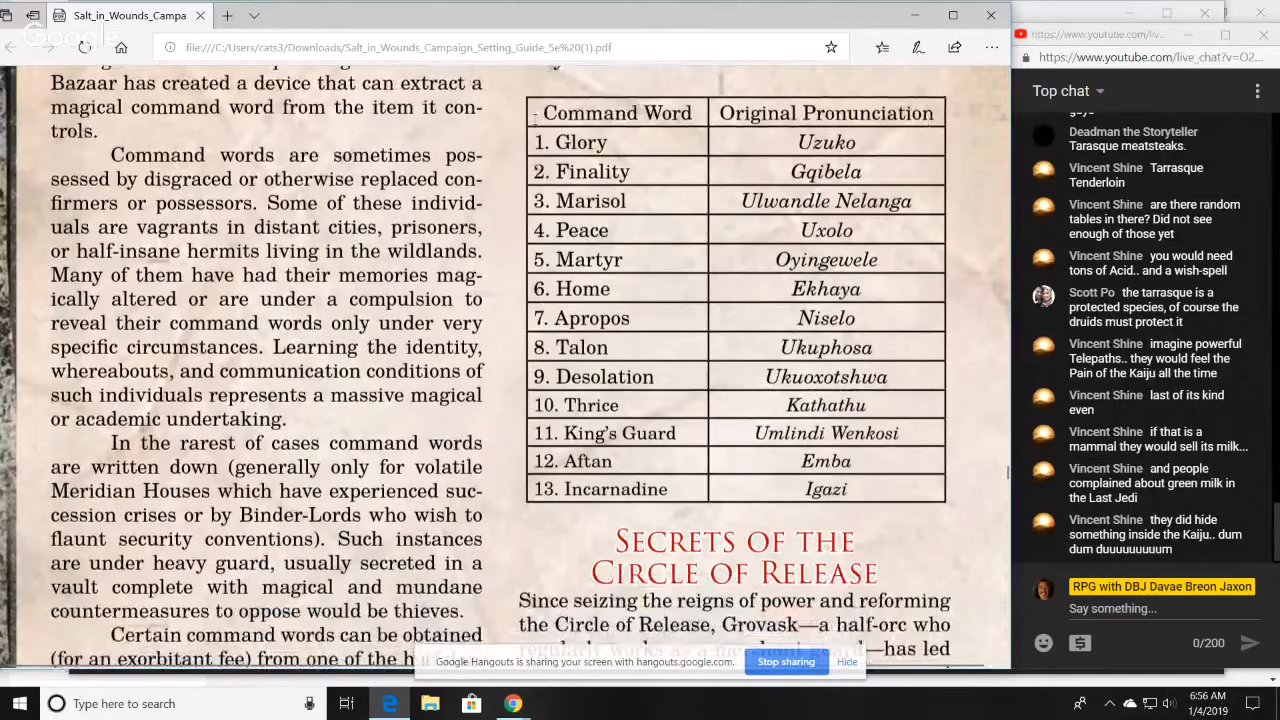 Salt_in_Wounds_Campa
Google
file:///C:/Users/cats3/Downloads/Salt_in_Wounds_Campaign_Setting_Guide_5e%20(1).pdf
Bazaar has created a device that can extract a
magical command word from the item it con-
trols.
Command words are sometimes pos-
sessed by disgraced or otherwise replaced con-
firmers or possessors. Some of these individ-
uals are vagrants in distant cities, prisoners,
or half-insane hermits living in the wildlands.
Many of them have had their memories mag-
ically altered or are under a compulsion to
reveal their command words only under very
specific circumstances. Learning the identity,
whereabouts, and communication conditions of
such individuals represents a massive magical
or academic undertaking.
In the rarest of cases command words
are written down (generally only for volatile
Meridian Houses which have experienced suc-
cession crises or by Binder-Lords who wish to
flaunt security conventions). Such instances
are under heavy guard, usually secreted in a
vault complete with magical and mundane
countermeasures to oppose would be thieves.
Certain command words can be obtained
(for an exorbitant fee) from one of the
Command Word Original Pronunciation
1. Glory Uzuko
2. Finality Gqibela
3. Marisol Ulwandle Nelanga
4. Peace Uxolo
5. Martyr Oyingewele
6. Home Ekhaya
7. Apropos Niselo
8. Talon Ukuphosa
9. Desolation Ukuoxotshwa
10. Thrice Kathathu
11. King's Guard Umlindi Wenkosi
12. Aftan Emba
13. Incarnadine Igazi
SECRETS OF THE
CIRCLE OF RELEASE
Since seizing the reigns of power and reforming
the Circle of Release, Grovask—a half-orc who
regularly works as a merchant guard—has led
Google Hangouts is sharing your screen with hangouts.google.com. Stop sharing Hide
https://www.youtube.com/liv...
https://www.youtube.com/live_chat?v=O2...
Top chat
guys
Deadman the Storyteller
Tarasque meatsteaks.
Vincent Shine Tarrasque
Tenderloin
Vincent Shine are there random
tables in there? Did not see
enough of those yet
Vincent Shine you would need
tons of Acid.. and a wish-spell
Scott Po the tarrasque is a
protected species, of course the
druids must protect it
Vincent Shine imagine powerful
Telepaths.. they would feel the
Pain of the Kaiju all the time
Vincent Shine last of its kind
even
Vincent Shine if that is a
mammal they would sell its milk...
Vincent Shine and people
complained about green milk in
the Last Jedi
Vincent Shine they did hide
something inside the Kaiju.. dum
dum duuuuuuuuum
RPG with DBJ Davae Breon Jaxon
Say something...
0/200
Type here to search
6:56 AM
1/4/2019